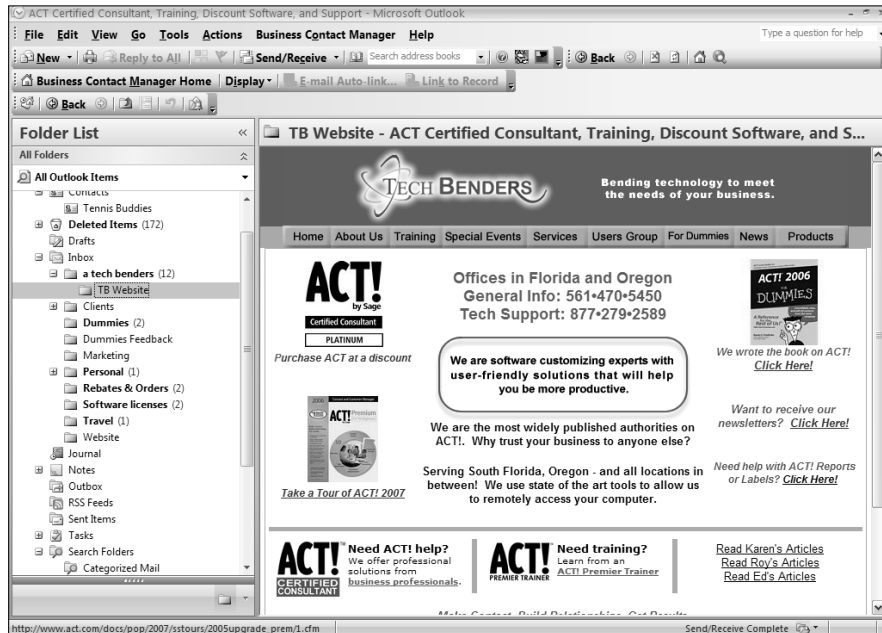 ACT Certified Consultant, Training, Discount Software, and Support - Microsoft Outlook
File Edit View Go Tools Actions Business Contact Manager Help
Type a question for help
New Reply to All Send/Receive Search address books Back
Business Contact Manager Home Display E-mail Auto-link... Link to Record
Back
Folder List
All Folders
All Outlook Items
Contacts
Tennis Buddies
Deleted Items (172)
Drafts
Inbox
a tech benders (12)
TB Website
Clients
Dummies (2)
Dummies Feedback
Marketing
Personal (1)
Rebates & Orders (2)
Software licenses (2)
Travel (1)
Website
Journal
Notes
Outbox
RSS Feeds
Sent Items
Tasks
Search Folders
Categorized Mail
TB Website - ACT Certified Consultant, Training, Discount Software, and S...
TECH BENDERS
Bending technology to meet
the needs of your business.
Home About Us Training Special Events Services Users Group For Dummies News Products
ACT!
by Sage
Certified Consultant
PLATINUM
Purchase ACT at a discount
Offices in Florida and Oregon
General Info: 561•470•5450
Tech Support: 877•279•2589
ACT! 2006
DUMMIES
We wrote the book on ACT!
Click Here!
We are software customizing experts with
user-friendly solutions that will help
you be more productive.
2006
ACT! Premium
Take a Tour of ACT! 2007
We are the most widely published authorities on
ACT!. Why trust your business to anyone else?
Want to receive our
newsletters? Click Here!
Serving South Florida, Oregon - and all locations in
between! We use state of the art tools to allow us
to remotely access your computer.
Need help with ACT! Reports
or Labels? Click Here!
ACT!
CERTIFIED
CONSULTANT
Need ACT! help?
We offer professional
solutions from
business professionals.
ACT!
PREMIER TRAINER
Need training?
Learn from an
ACT! Premier Trainer
Read Karen's Articles
Read Roy's Articles
Read Ed's Articles
Make Contact. Build Relationships. Get Results
http://www.act.com/docs/pop/2007/sstours/2005upgrade_prem/1.cfm
Send/Receive Complete